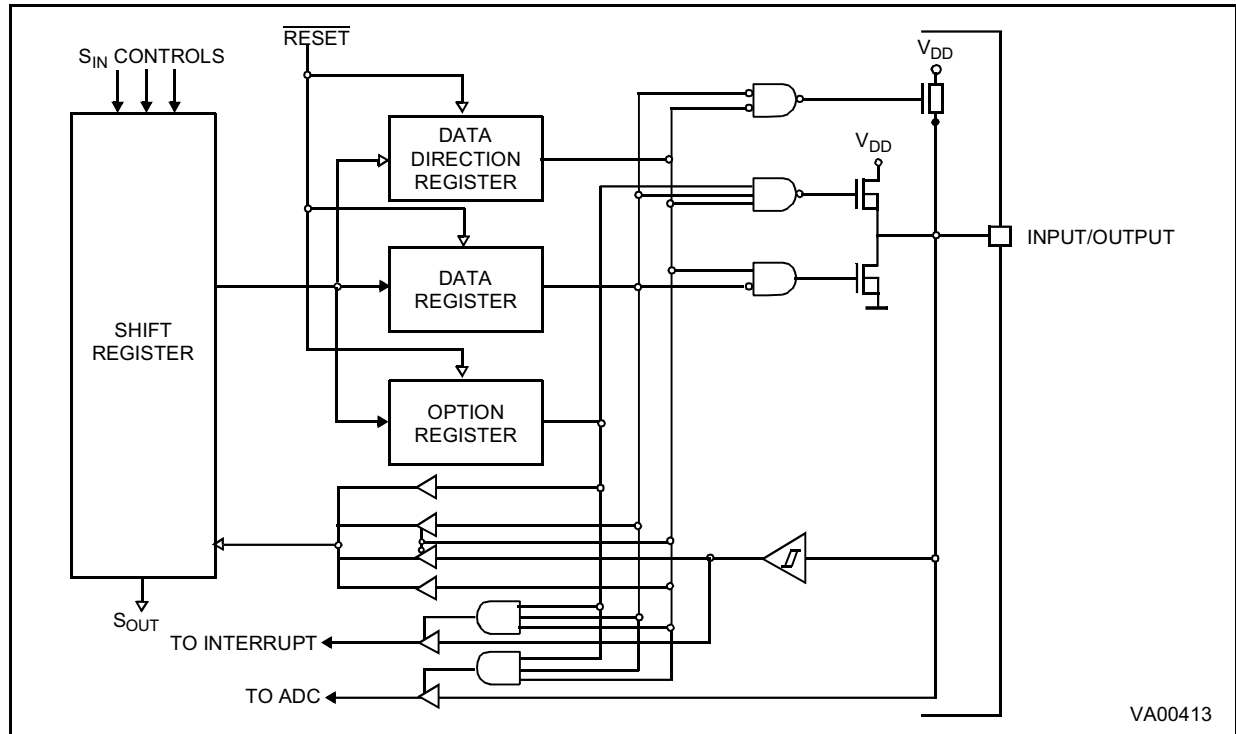 S_IN CONTROLS
RESET
V_DD
DATA
DIRECTION
REGISTER
V_DD
INPUT/OUTPUT
DATA
REGISTER
SHIFT
REGISTER
OPTION
REGISTER
S_OUT
TO INTERRUPT
TO ADC
VA00413